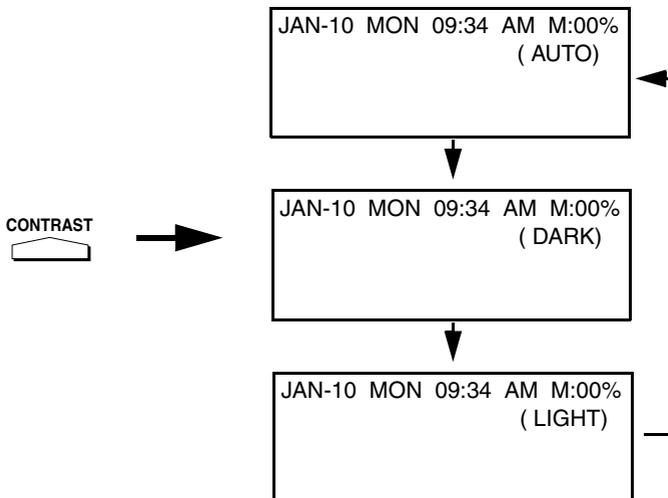 JAN-10 MON 09:34 AM M:00%
( AUTO)
CONTRAST
JAN-10 MON 09:34 AM M:00%
( DARK)
JAN-10 MON 09:34 AM M:00%
( LIGHT)